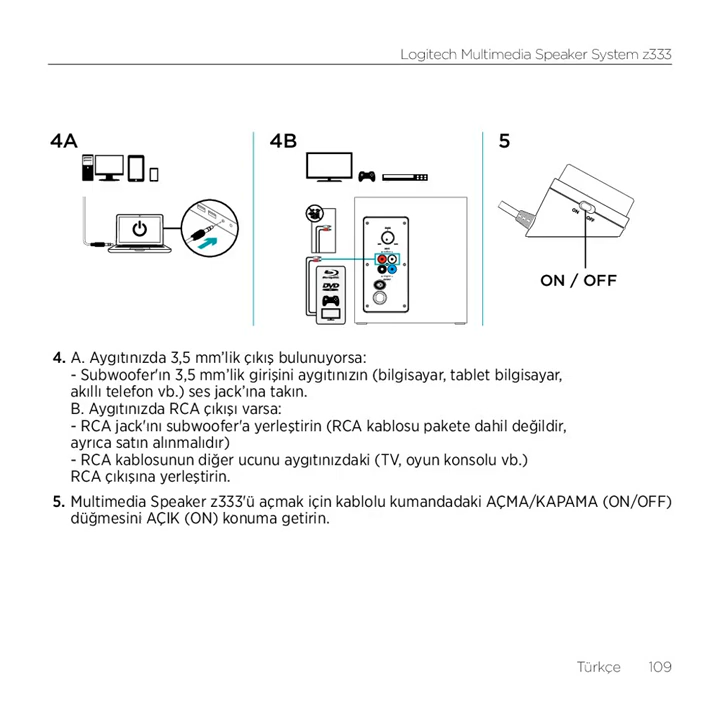 Logitech Multimedia Speaker System z333
4A
4B
5
DVD
ON
OFF
ON / OFF
4. A. Aygıtınızda 3,5 mm’lik çıkış bulunuyorsa:
- Subwoofer'ın 3,5 mm’lik girişini aygıtınızın (bilgisayar, tablet bilgisayar,
akıllı telefon vb.) ses jack’ına takın.
B. Aygıtınızda RCA çıkışı varsa:
- RCA jack'ını subwoofer'a yerleştirin (RCA kablosu pakete dahil değildir,
ayrıca satın alınmalıdır)
- RCA kablosunun diğer ucunu aygıtınızdaki (TV, oyun konsolu vb.)
RCA çıkışına yerleştirin.
5. Multimedia Speaker z333'ü açmak için kablolu kumandadaki AÇMA/KAPAMA (ON/OFF)
düğmesini AÇIK (ON) konuma getirin.
Türkçe 109